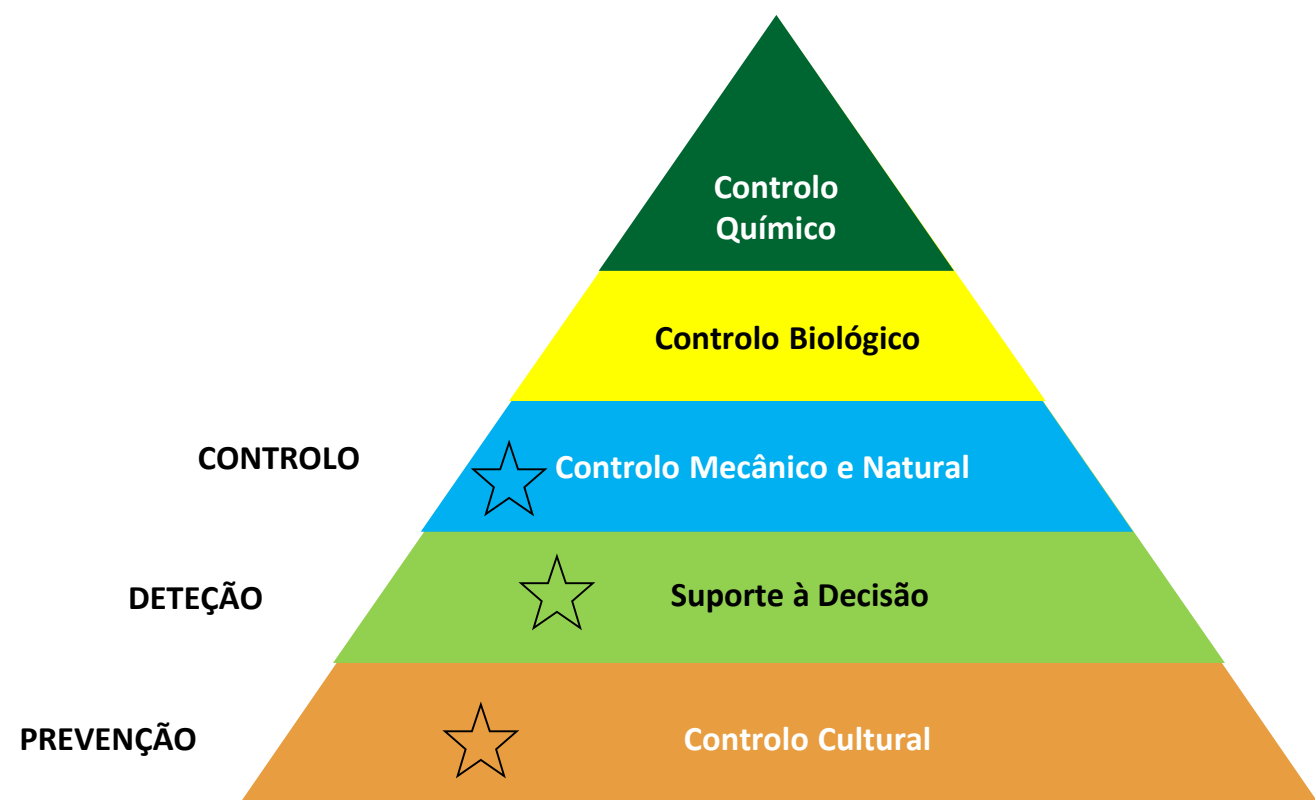 Controlo
Químico
Controlo Biológico
CONTROLO
Controlo Mecânico e Natural
DETEÇÃO
Suporte à Decisão
PREVENÇÃO
Controlo Cultural